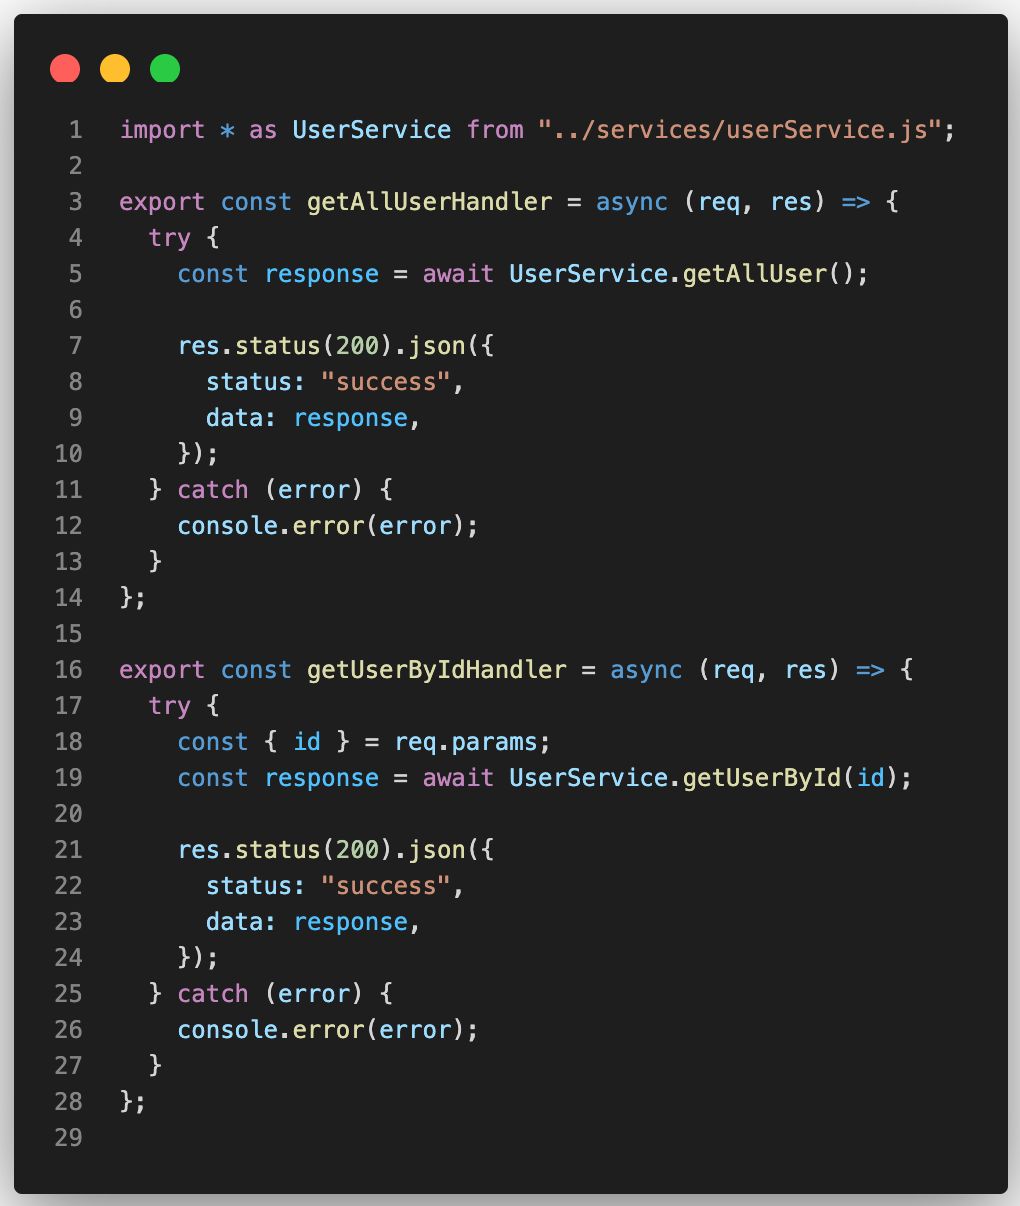 1 import * as UserService from "../services/userService.js";
2
3 export const getAllUserHandler = async (req, res) => {
4   try {
5     const response = await UserService.getAllUser();
6
7     res.status(200).json({
8       status: "success",
9       data: response,
10     });
11   } catch (error) {
12     console.error(error);
13   }
14 };
15
16 export const getUserByIdHandler = async (req, res) => {
17   try {
18     const { id } = req.params;
19     const response = await UserService.getUserById(id);
20
21     res.status(200).json({
22       status: "success",
23       data: response,
24     });
25   } catch (error) {
26     console.error(error);
27   }
28 };
29